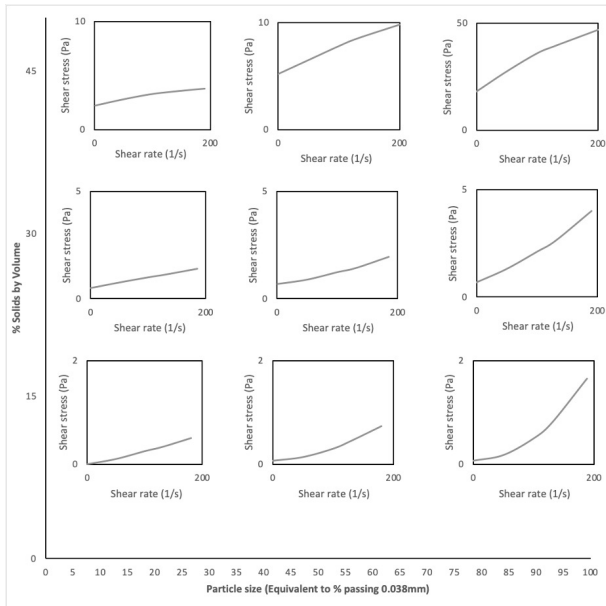 10
10
50
Shear stress (Pa)
Shear stress (Pa)
Shear stress (Pa)
45
0
0
0
0
200
0
200
0
200
Shear rate (1/s)
Shear rate (1/s)
Shear rate (1/s)
% Solids by Volume
5
5
5
Shear stress (Pa)
Shear stress (Pa)
Shear stress (Pa)
30
0
0
0
0
200
0
200
0
200
Shear rate (1/s)
Shear rate (1/s)
Shear rate (1/s)
2
2
2
Shear stress (Pa)
Shear stress (Pa)
Shear stress (Pa)
15
0
0
0
0
200
0
200
0
200
Shear rate (1/s)
Shear rate (1/s)
Shear rate (1/s)
0
0 5 10 15 20 25 30 35 40 45 50 55 60 65 70 75 80 85 90 95 100
Particle size (Equivalent to % passing 0.038mm)